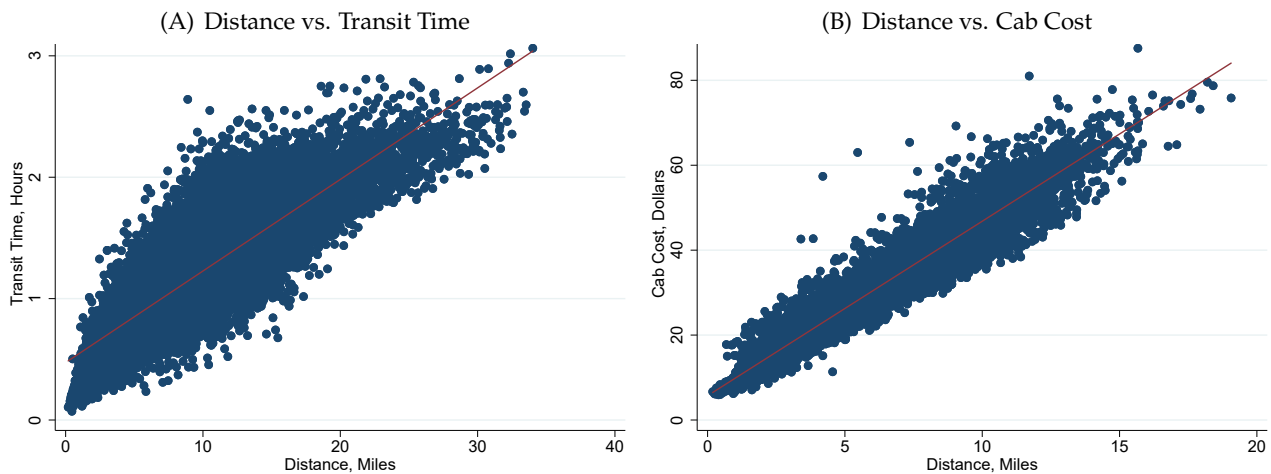 (A) Distance vs. Transit Time
Transit Time, Hours
3
2
1
0
0 10 20 30 40
Distance, Miles
(B) Distance vs. Cab Cost
Cab Cost, Dollars
80
60
40
20
0
0 5 10 15 20
Distance, Miles